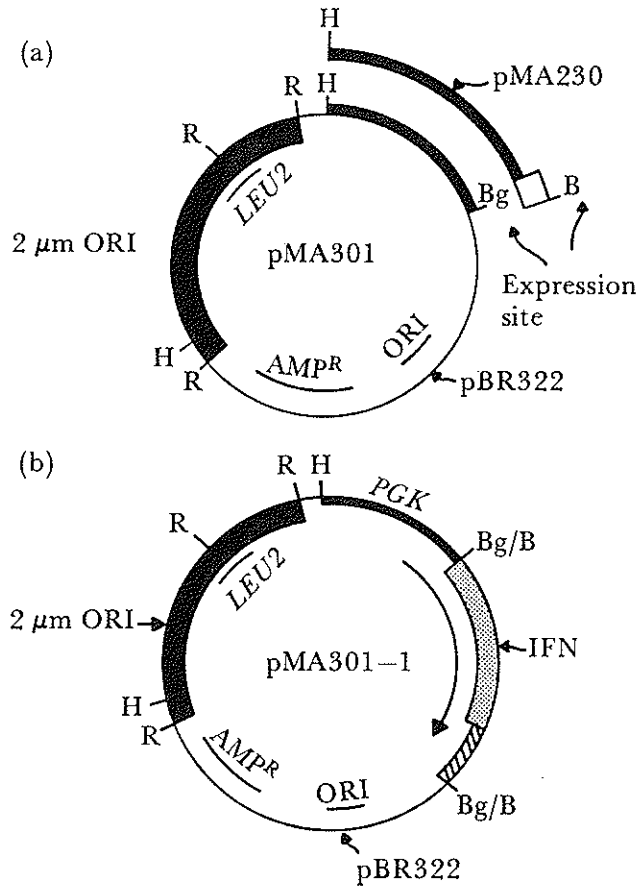 (a)
H
pMA230
R
H
R
Bg
B
LEU2
2 μm ORI
pMA301
Expression
site
ORI
H
AMPᴿ
R
pBR322
(b)
R
H
PGK
R
Bg/B
LEU2
2 μm ORI
IFN
pMA301–1
H
R
AMPᴿ
ORI
Bg/B
pBR322